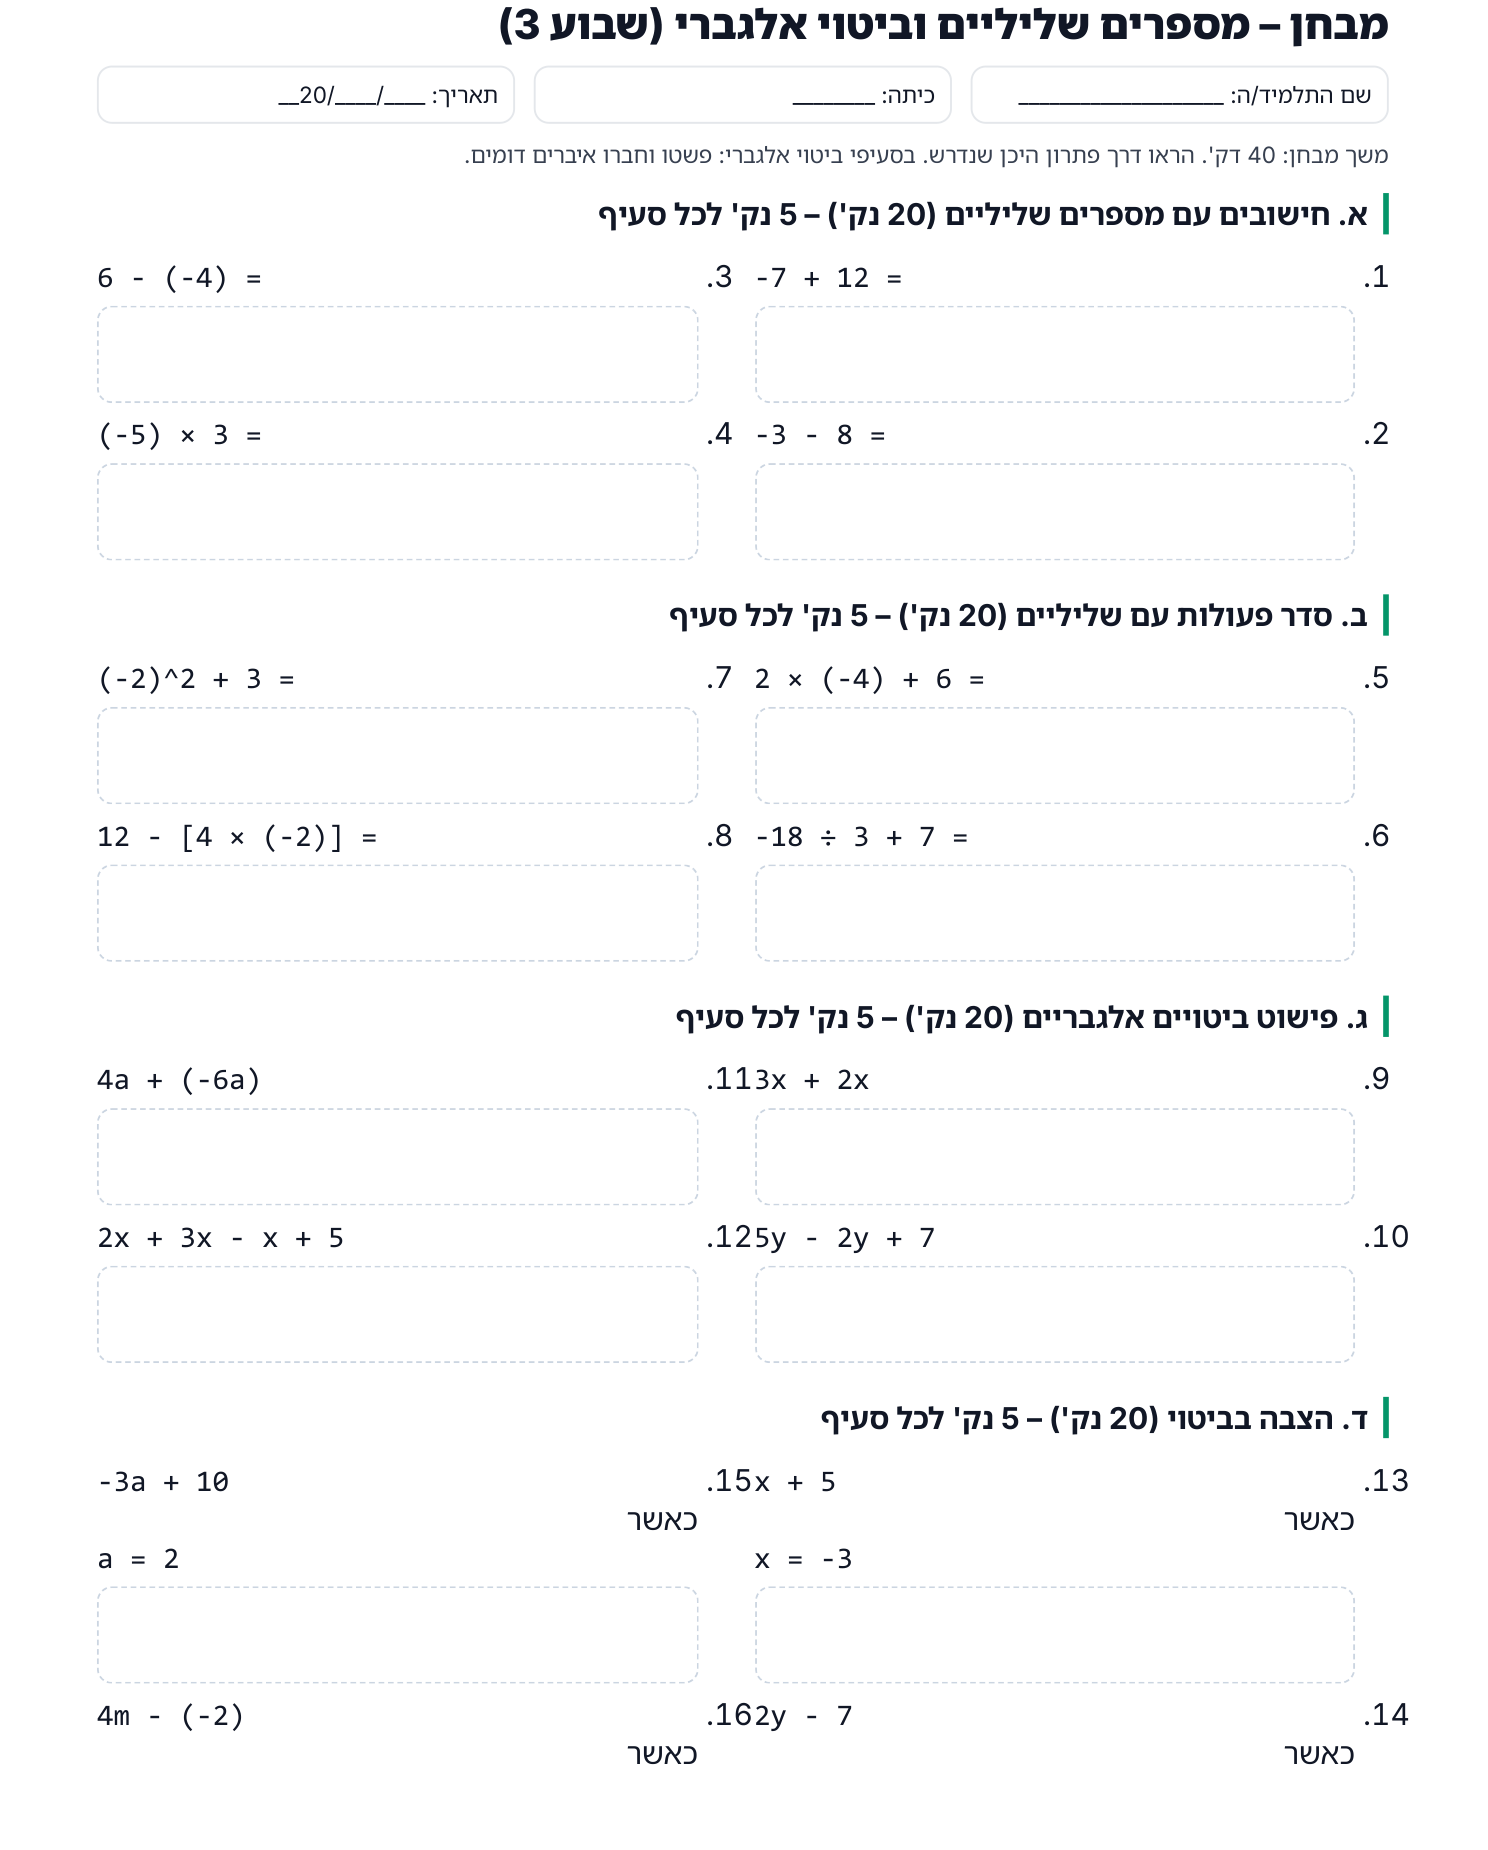 מבחן – מספרים שליליים וביטוי אלגברי (שבוע 3)
שם התלמיד/ה: _________________
כיתה: _______
תאריך: ____/____/20__
משך מבחן: 40 דק'. הראו דרך פתרון היכן שנדרש. בסעיפי ביטוי אלגברי: פשטו וחברו איברים דומים.
א. חישובים עם מספרים שליליים (20 נק') – 5 נק' לכל סעיף
1. -7 + 12 =
2. -3 - 8 =
3. 6 - (-4) =
4. (-5) × 3 =
ב. סדר פעולות עם שליליים (20 נק') – 5 נק' לכל סעיף
5. 2 × (-4) + 6 =
6. -18 ÷ 3 + 7 =
7. (-2)^2 + 3 =
8. 12 - [4 × (-2)] =
ג. פישוט ביטויים אלגבריים (20 נק') – 5 נק' לכל סעיף
9. 3x + 2x
10. 5y - 2y + 7
11. 4a + (-6a)
12. 2x + 3x - x + 5
ד. הצבה בביטוי (20 נק') – 5 נק' לכל סעיף
13. x + 5
כאשר
x = -3
14. 2y - 7
כאשר
15. -3a + 10
כאשר
a = 2
16. 4m - (-2)
כאשר